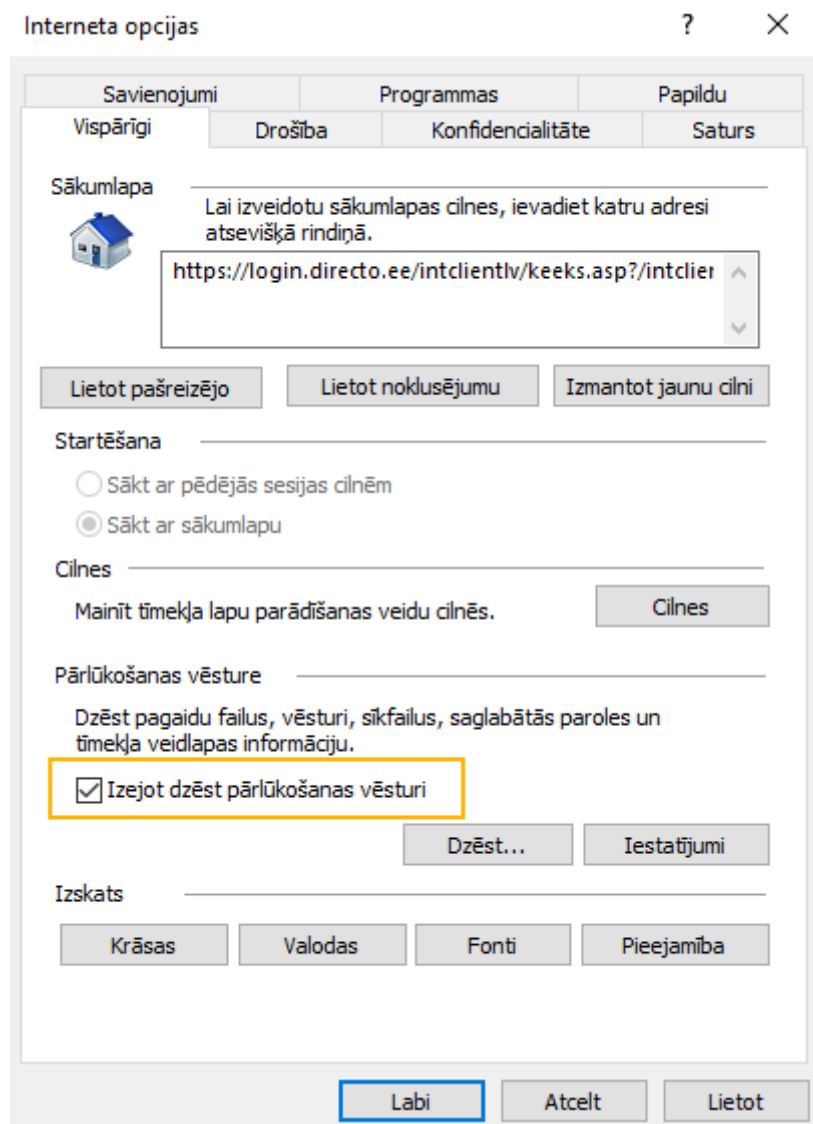 Interneta opcijas
?
Savienojumi Programmas Papildu
Vispārīgi Drošība Konfidencialitāte Saturs
Sākumlapa
Lai izveidotu sākumlapas cilnes, ievadiet katru adresi
atsevišķā rindiņā.
https://login.directo.ee/intclientlv/keeks.asp?/intclier
Lietot pašreizējo Lietot noklusējumu Izmantot jaunu cilni
Startēšana
Sākt ar pēdējās sesijas cilnēm
Sākt ar sākumlapu
Cilnes
Mainīt tīmekļa lapu parādīšanas veidu cilnēs. Cilnes
Pārlūkošanas vēsture
Dzēst pagaidu failus, vēsturi, sīkfailus, saglabātās paroles un
tīmekļa veidlapas informāciju.
Izejot dzēst pārlūkošanas vēsturi
Dzēst... Iestatījumi
Izskats
Krāsas Valodas Fonti Pieejamība
Labi Atcelt Lietot